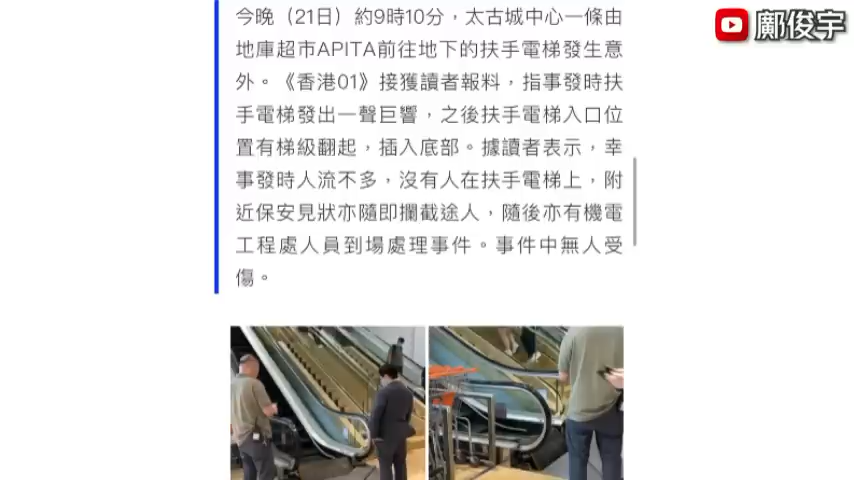 今晚（21日）約9時10分，太古城中心一條由
地庫超市APITA前往地下的扶手電梯發生意
外。《香港01》接獲讀者報料，指事發時扶
手電梯發出一聲巨響，之後扶手電梯入口位
置有梯級翻起，插入底部。據讀者表示，幸
事發時人流不多，沒有人在扶手電梯上，附
近保安見狀亦隨即攔截途人，隨後亦有機電
工程處人員到場處理事件。事件中無人受
傷。
鄺俊宇